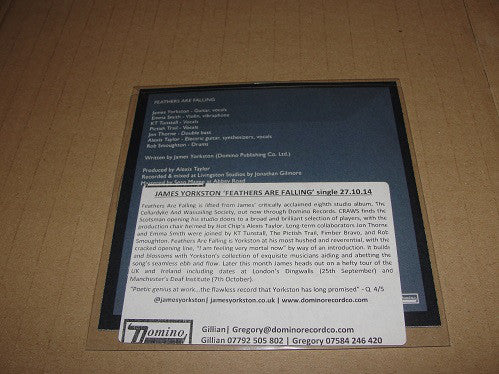 FEATHERS ARE FALLING
James Yorkston - Guitar, vocals
Emma Smith - Violin, vibraphone
KT Tunstall - Vocals
Pictish Trail - Vocals
Jon Thorne - Double bass
Alexis Taylor - Electric guitar, synthesizers, vocals
Rob Smoughton - Drums
Written by James Yorkston (Domino Publishing Co. Ltd.)
Produced by Alexis Taylor
Recorded & mixed at Livingston Studios by Jonathan Gilmore
Abbey Road
JAMES YORKSTON 'FEATHERS ARE FALLING' single 27.10.14
Feathers Are Falling is lifted from James' critically acclaimed eighth studio album, The
Cellardyke And Wassailing Society, out now through Domino Records. CRAWS finds the
Scotsman opening his studio doors to a broad and brilliant selection of players, with the
production chair helmed by Hot Chip's Alexis Taylor. Long-term collaborators Jon Thorne
and Emma Smith were joined by KT Tunstall, The Pictish Trail, Fimber Bravo, and Rob
Smoughton. Feathers Are Falling is Yorkston at his most hushed and reverential, with the
cracked opening line, "I am feeling very mortal now" by way of an introduction. It builds
and blossoms with Yorkston's collection of exquisite musicians aiding and abetting the
song's seamless ebb and flow. Later this month James heads out on a hefty tour of the
UK and Ireland including dates at London's Dingwalls (25th September) and
Manchester's Deaf Institute (7th October).
"Poetic genius at work...the flawless record that Yorkston has long promised" - Q 4/5
@jamesyorkston| jamesyorkston.co.uk | www.dominorecordco.com
Domino
Gillian| Gregory@dominorecordco.com
Gillian 07792 505 802 | Gregory 07584 246 420